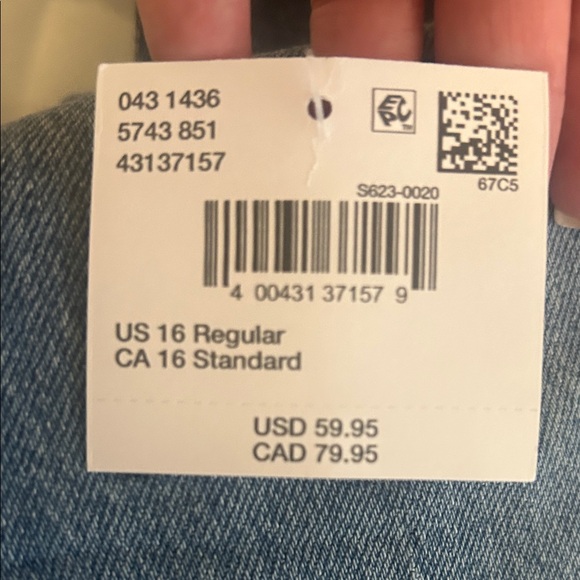 043 1436
5743 851
43137157
EPC™
67C5
S623-0020
4 00431 37157 9
US 16 Regular
CA 16 Standard
USD 59.95
CAD 79.95